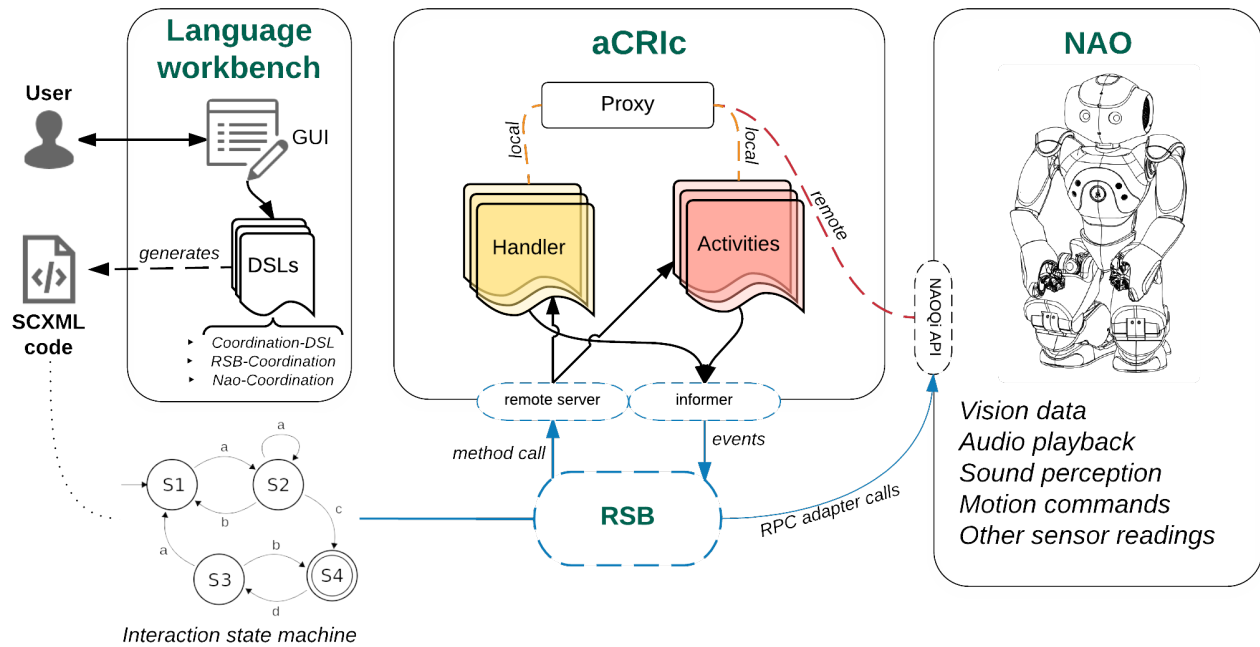 Language
workbench
User
GUI
generates
DSLs
SCXML
code
Coordination-DSL
RSB-Coordination
Nao-Coordination
aCRIc
Proxy
local
local
remote
Handler
Activities
remote server
informer
method call
events
RSB
RPC adapter calls
NAO
NAOQi API
Vision data
Audio playback
Sound perception
Motion commands
Other sensor readings
a
a
S1
S2
b
c
a
b
S3
S4
d
Interaction state machine